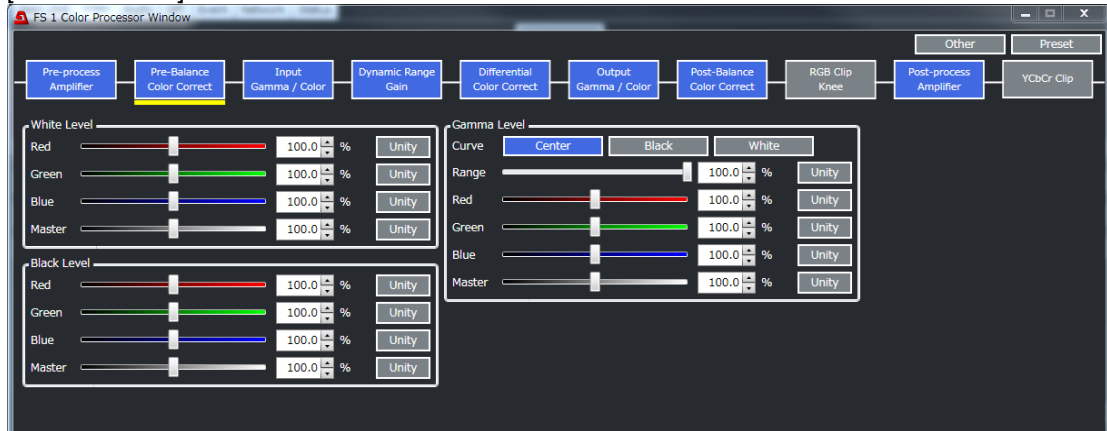 FS 1 Color Processor Window
Other Preset
Pre-process Amplifier
Pre-Balance Color Correct
Input Gamma / Color
Dynamic Range Gain
Differential Color Correct
Output Gamma / Color
Post-Balance Color Correct
RGB Clip Knee
Post-process Amplifier
YCbCr Clip
White Level
Red 100.0 % Unity
Green 100.0 % Unity
Blue 100.0 % Unity
Master 100.0 % Unity
Black Level
Red 100.0 % Unity
Green 100.0 % Unity
Blue 100.0 % Unity
Master 100.0 % Unity
Gamma Level
Curve Center Black White
Range 100.0 % Unity
Red 100.0 % Unity
Green 100.0 % Unity
Blue 100.0 % Unity
Master 100.0 % Unity